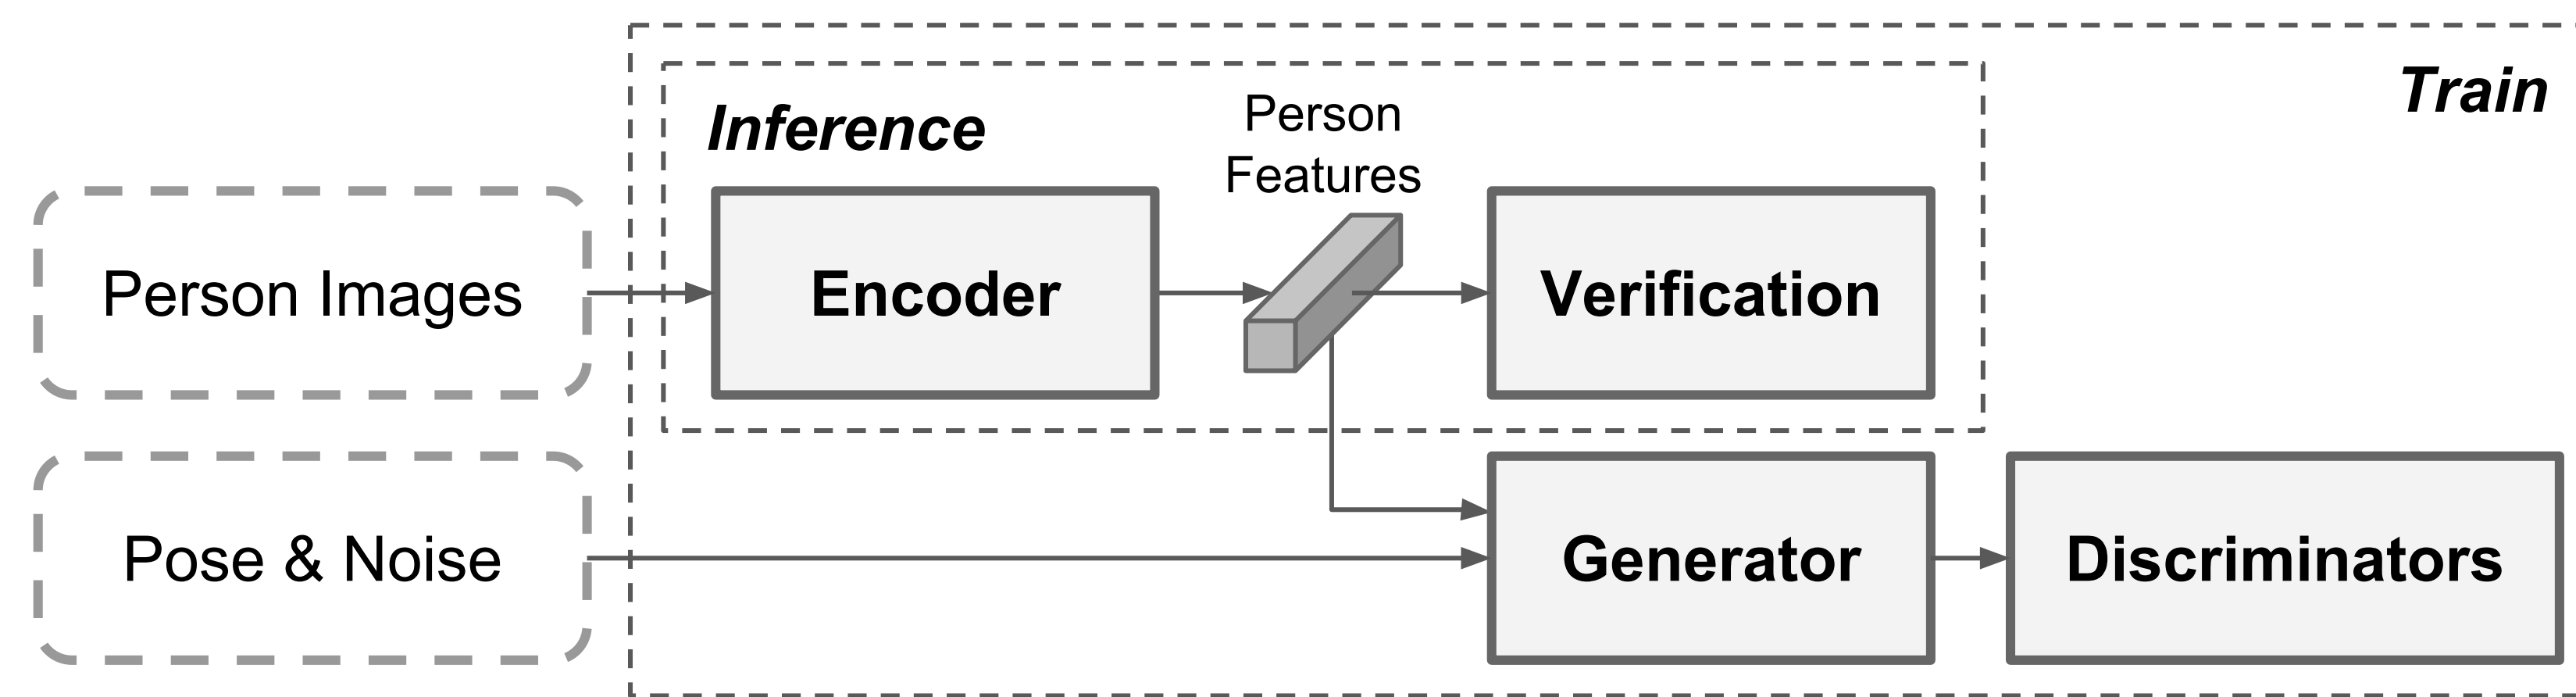 Train
Inference
Person
Features
Person Images
Encoder
Verification
Pose & Noise
Generator
Discriminators